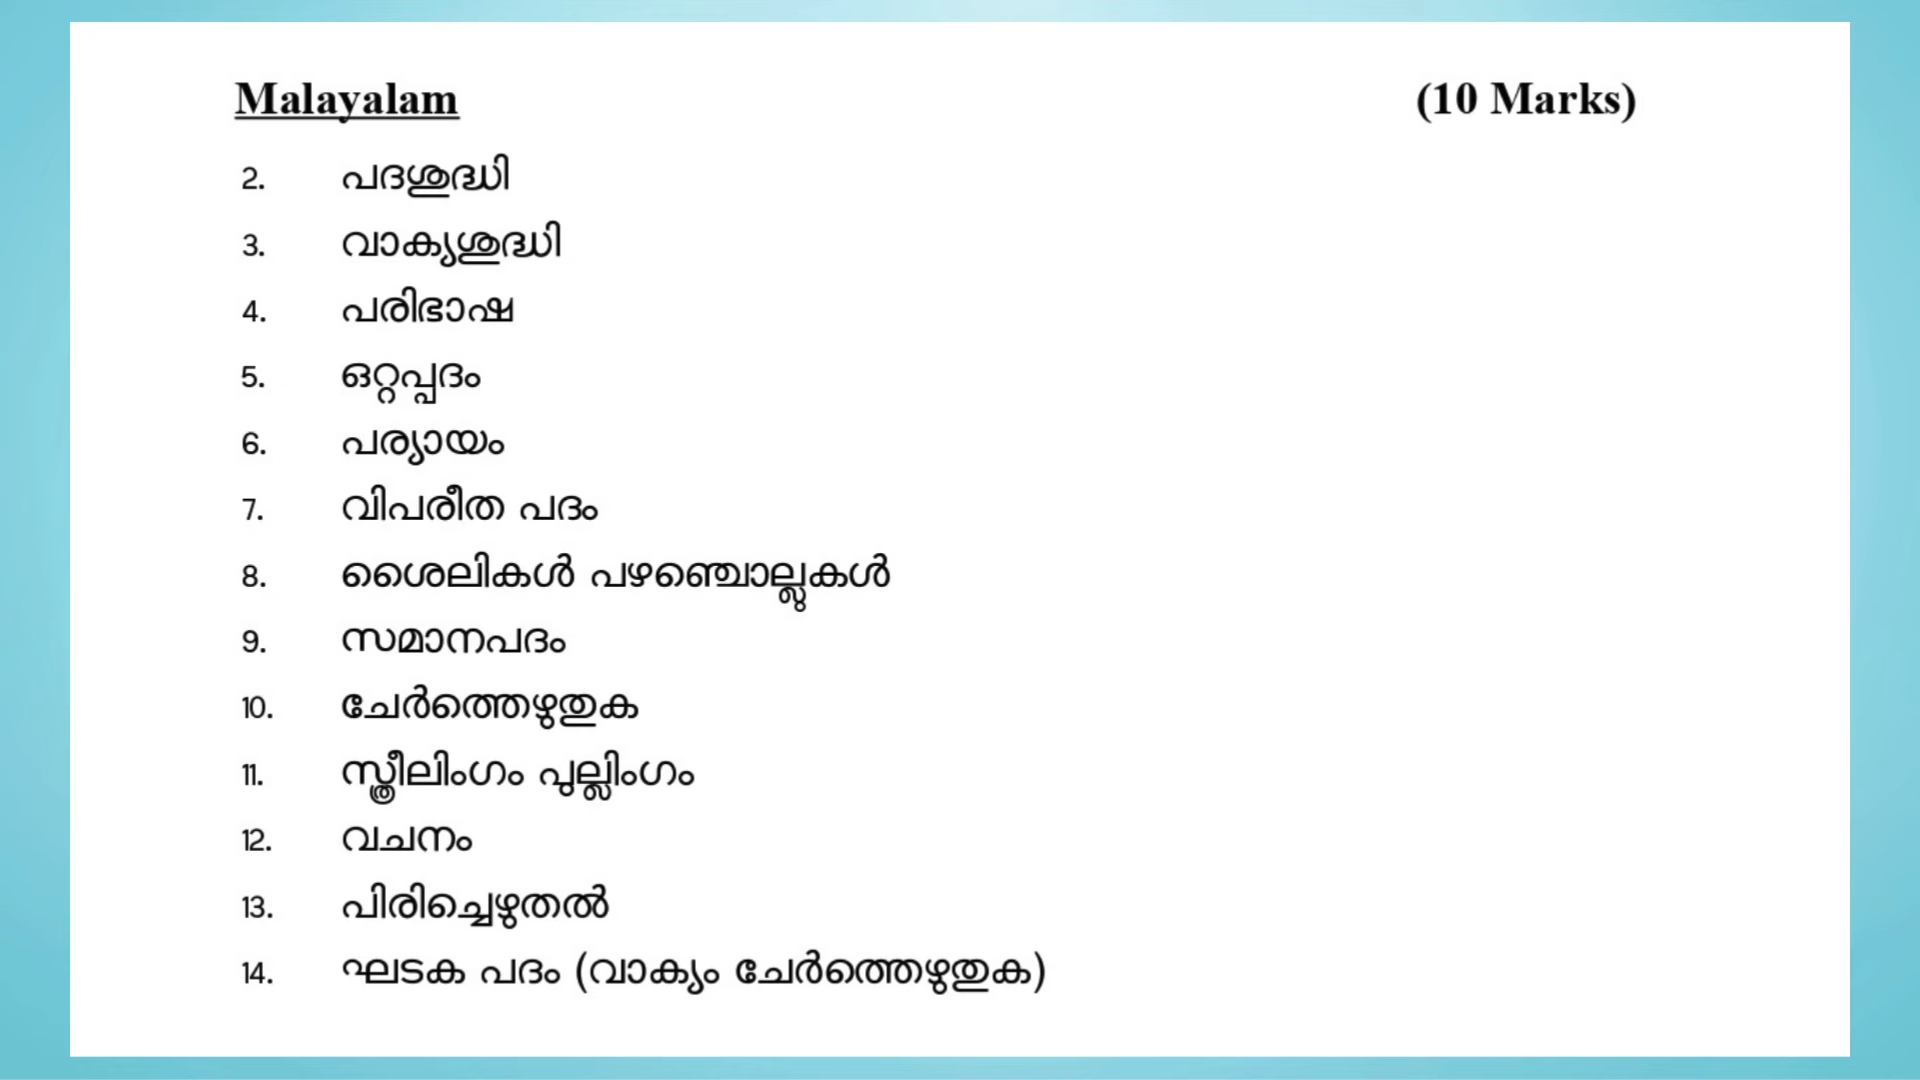 Malayalam (10 Marks)
2. പദശുദ്ധി
3. വാക്യശുദ്ധി
4. പരിഭാഷ
5. ഒറ്റപ്പദം
6. പര്യായം
7. വിപരീത പദം
8. ശൈലികൾ പഴഞ്ചൊല്ലുകൾ
9. സമാനപദം
10. ചേർത്തെഴുതുക
11. സ്ത്രീലിംഗം പുല്ലിംഗം
12. വചനം
13. പിരിച്ചെഴുതൽ
14. ഘടക പദം (വാക്യം ചേർത്തെഴുതുക)